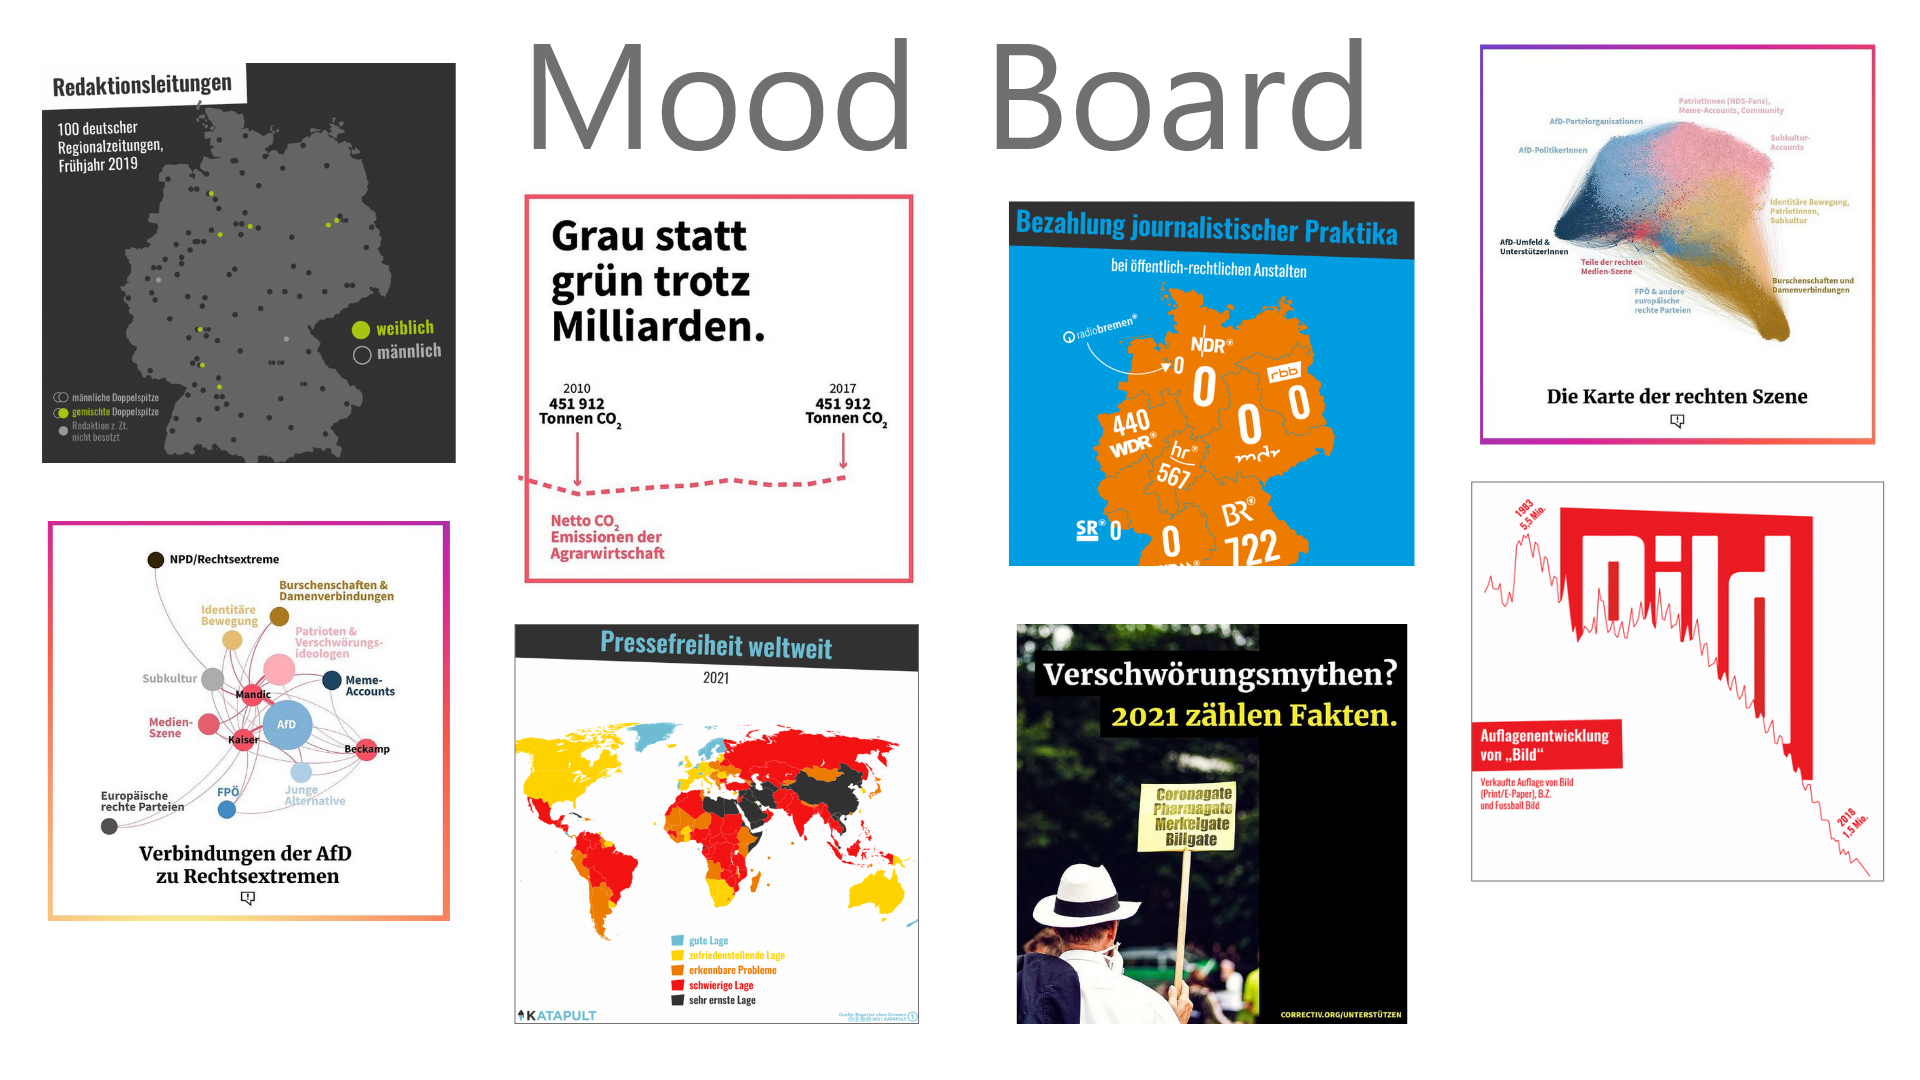 Mood Board
Redaktionsleitungen
100 deutscher
Regionalzeitungen,
Frühjahr 2019
weiblich
männlich
männliche Doppelspitze
gemischte Doppelspitze
Redaktion z. Zt.
nicht besetzt
Grau statt
grün trotz
Milliarden.
2010
451 912
Tonnen CO₂
2017
451 912
Tonnen CO₂
Netto CO₂
Emissionen der
Agrarwirtschaft
Bezahlung journalistischer Praktika
bei öffentlich-rechtlichen Anstalten
radiobremen
0
NDR
0
rbb
0
440
WDR
hr
567
0
mdr
SR 0
0
BR
722
PatriotInnen (NDS-Fans),
Meme-Accounts, Community
AfD-Parteiorganisationen
Subkultur-
Accounts
AfD-PolitikerInnen
Identitäre Bewegung,
PatriotInnen,
Subkultur
AfD-Umfeld &
UnterstützerInnen
Teile der rechten
Medien-Szene
Burschenschaften und
Damenverbindungen
FPÖ & andere
europäische
rechte Parteien
Die Karte der rechten Szene
NPD/Rechtsextreme
Burschenschaften &
Damenverbindungen
Identitäre
Bewegung
Patrioten &
Verschwörungs-
ideologen
Subkultur
Mandic
Meme-
Accounts
Medien-
Szene
AfD
Kaiser
Beckamp
Europäische
rechte Parteien
FPÖ
Junge
Alternative
Verbindungen der AfD
zu Rechtsextremen
Pressefreiheit weltweit
2021
gute Lage
zufriedenstellende Lage
erkennbare Probleme
schwierige Lage
sehr ernste Lage
KATAPULT
Verschwörungsmythen?
2021 zählen Fakten.
Coronagate
Pharmagate
Merkelgate
Billgate
CORRECTIV.ORG/UNTERSTÜTZEN
1983
5,5 Mio.
Bild
Auflagenentwicklung
von „Bild“
Verkaufte Auflage von Bild
(Print/E-Paper), B.Z.
und Fussball Bild
2018
1,5 Mio.